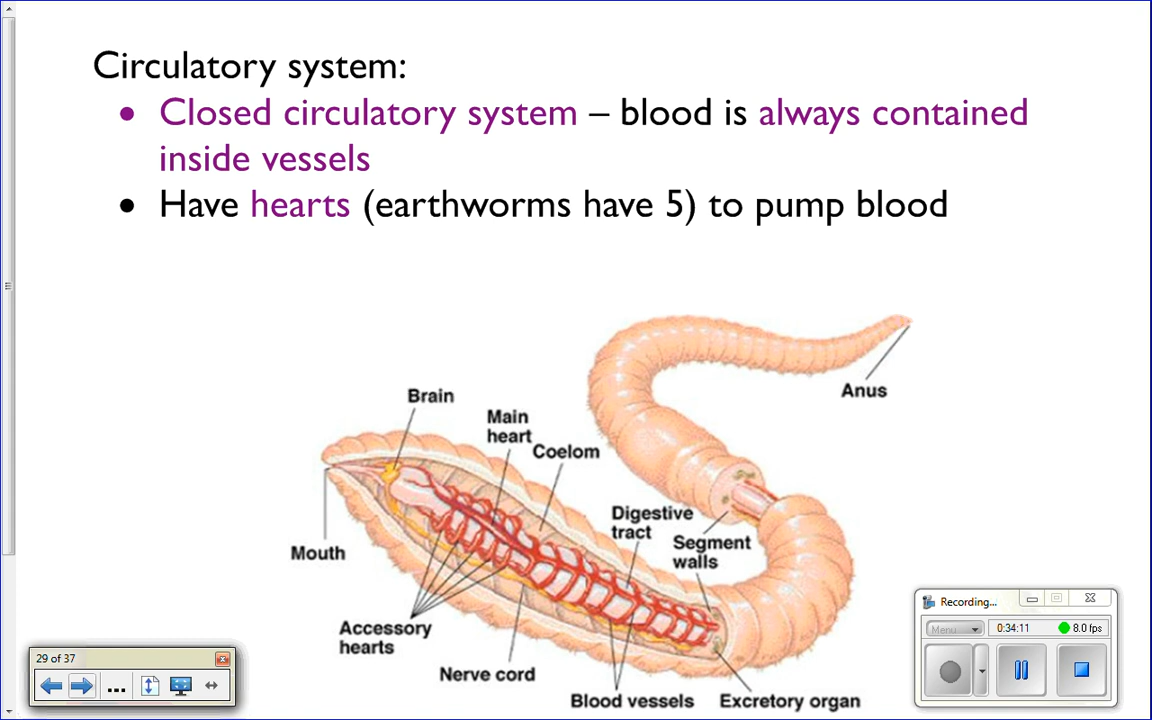 Circulatory system:
• Closed circulatory system – blood is always contained
inside vessels
• Have hearts (earthworms have 5) to pump blood
Anus
Brain
Main
heart
Coelom
Digestive
tract
Segment
walls
Mouth
Accessory
hearts
Nerve cord
Blood vessels
Excretory organ
29 of 37
...
Recording...
Menu
0:34:11
8.0 fps